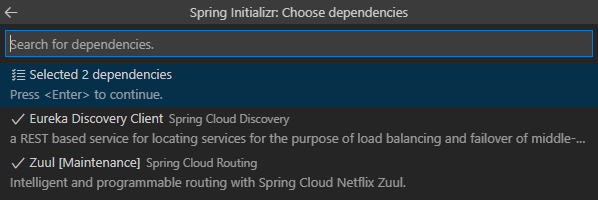 Spring Initializr: Choose dependencies
Search for dependencies.
Selected 2 dependencies
Press <Enter> to continue.
Eureka Discovery Client Spring Cloud Discovery
a REST based service for locating services for the purpose of load balancing and failover of middle-...
Zuul [Maintenance] Spring Cloud Routing
Intelligent and programmable routing with Spring Cloud Netflix Zuul.